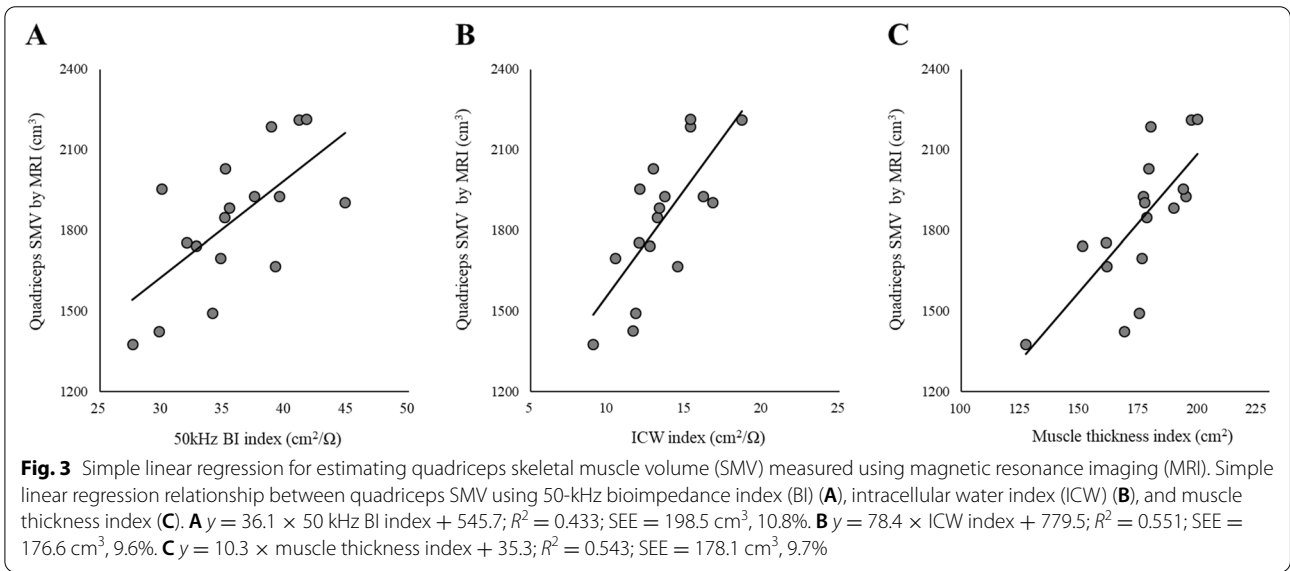 A
B
C
Quadriceps SMV by MRI (cm³)
2400
2100
1800
1500
1200
25 30 35 40 45 50
50kHz BI index (cm²/Ω)
Quadriceps SMV by MRI (cm³)
2400
2100
1800
1500
1200
5 10 15 20 25
ICW index (cm²/Ω)
Quadriceps SMV by MRI (cm³)
2400
2100
1800
1500
1200
100 125 150 175 200 225
Muscle thickness index (cm²)
Fig. 3 Simple linear regression for estimating quadriceps skeletal muscle volume (SMV) measured using magnetic resonance imaging (MRI). Simple
linear regression relationship between quadriceps SMV using 50-kHz bioimpedance index (BI) (A), intracellular water index (ICW) (B), and muscle
thickness index (C). A y = 36.1 × 50 kHz BI index + 545.7; R² = 0.433; SEE = 198.5 cm³, 10.8%. B y = 78.4 × ICW index + 779.5; R² = 0.551; SEE =
176.6 cm³, 9.6%. C y = 10.3 × muscle thickness index + 35.3; R² = 0.543; SEE = 178.1 cm³, 9.7%